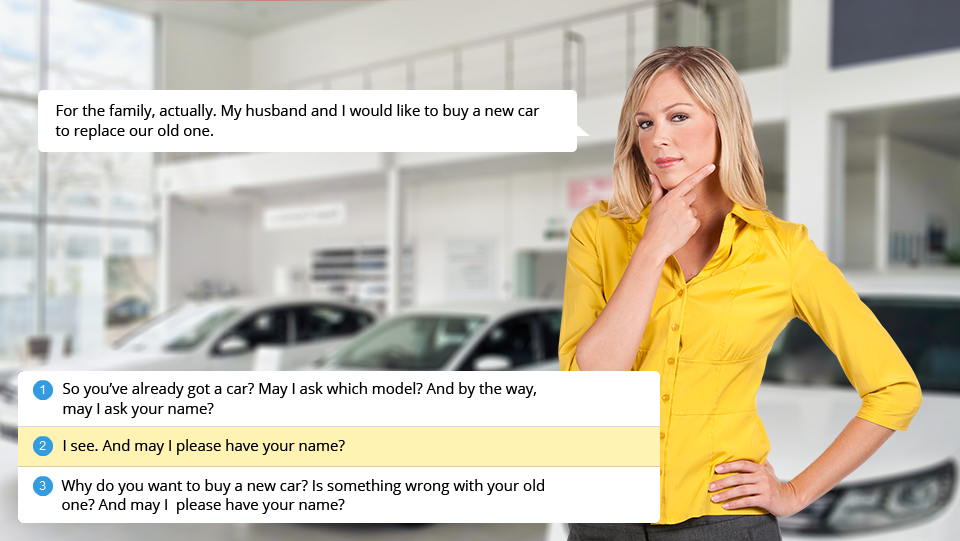 For the family, actually. My husband and I would like to buy a new car
to replace our old one.
1 So you’ve already got a car? May I ask which model? And by the way,
may I ask your name?
2 I see. And may I please have your name?
3 Why do you want to buy a new car? Is something wrong with your old
one? And may I  please have your name?